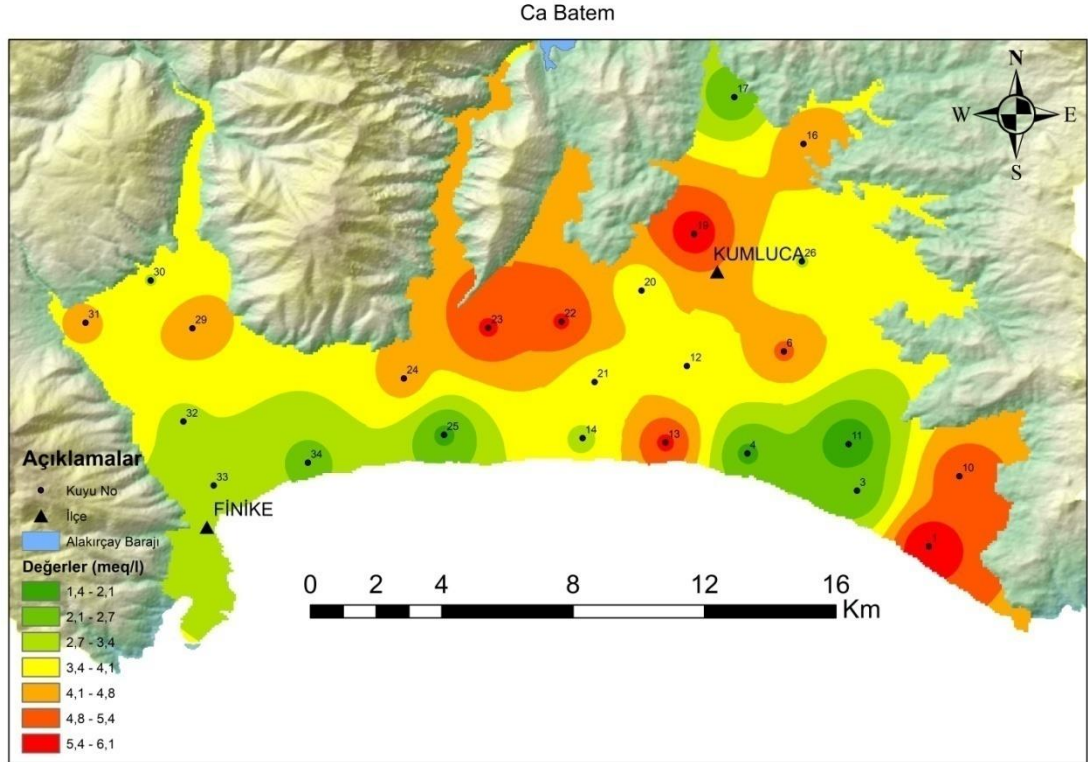 Ca Batem
N
W E
S
17
16
19
KUMLUCA
26
30
20
31
29
23
22
6
12
24
21
32
25
14
13
4
11
34
10
33
3
FİNİKE
1
Açıklamalar
Kuyu No
İlçe
Alakırçay Barajı
Değerler (meq/l)
1,4 - 2,1
2,1 - 2,7
2,7 - 3,4
3,4 - 4,1
4,1 - 4,8
4,8 - 5,4
5,4 - 6,1
0 2 4 8 12 16
Km